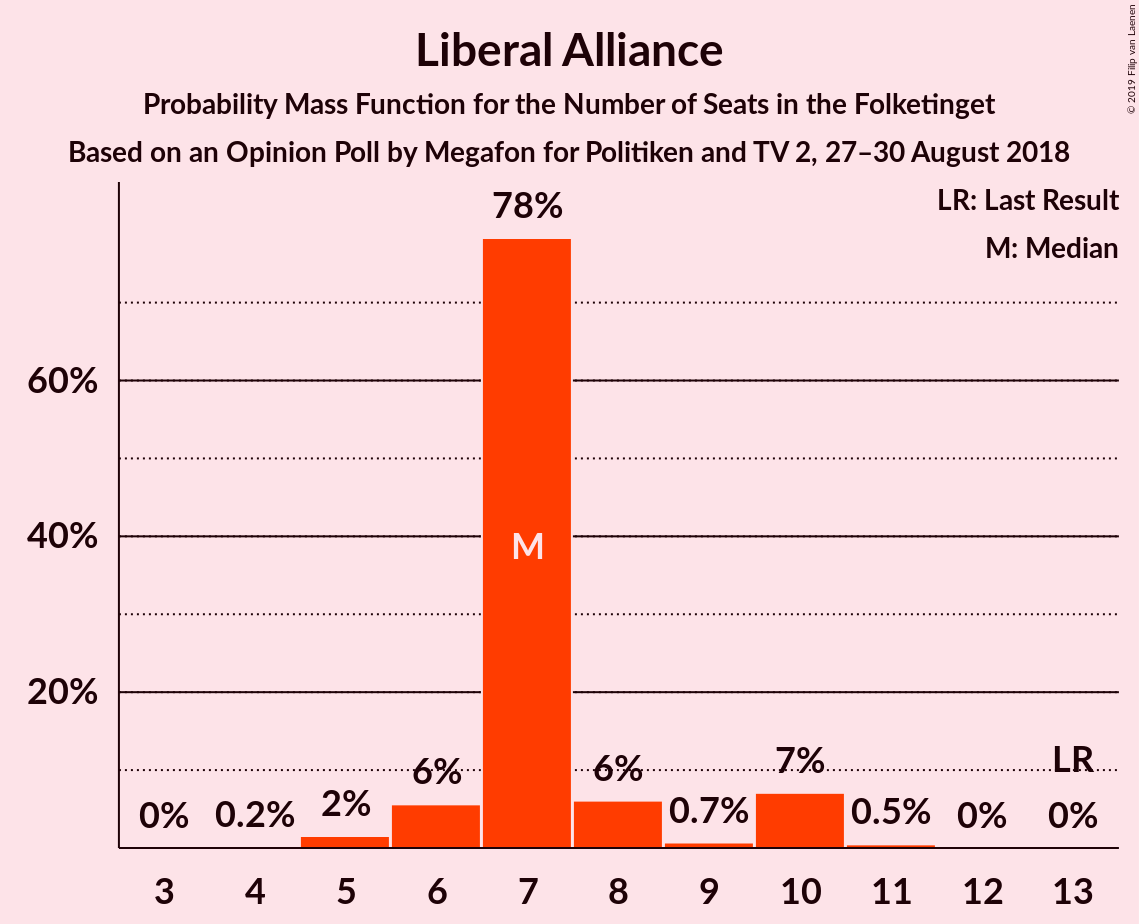 Liberal Alliance
Probability Mass Function for the Number of Seats in the Folketinget
Based on an Opinion Poll by Megafon for Politiken and TV 2, 27–30 August 2018
© 2019 Filip van Laenen
LR: Last Result
M: Median
60%
40%
20%
0%
0.2%
2%
6%
78%
M
6%
0.7%
7%
0.5%
0%
LR
0%
3 4 5 6 7 8 9 10 11 12 13